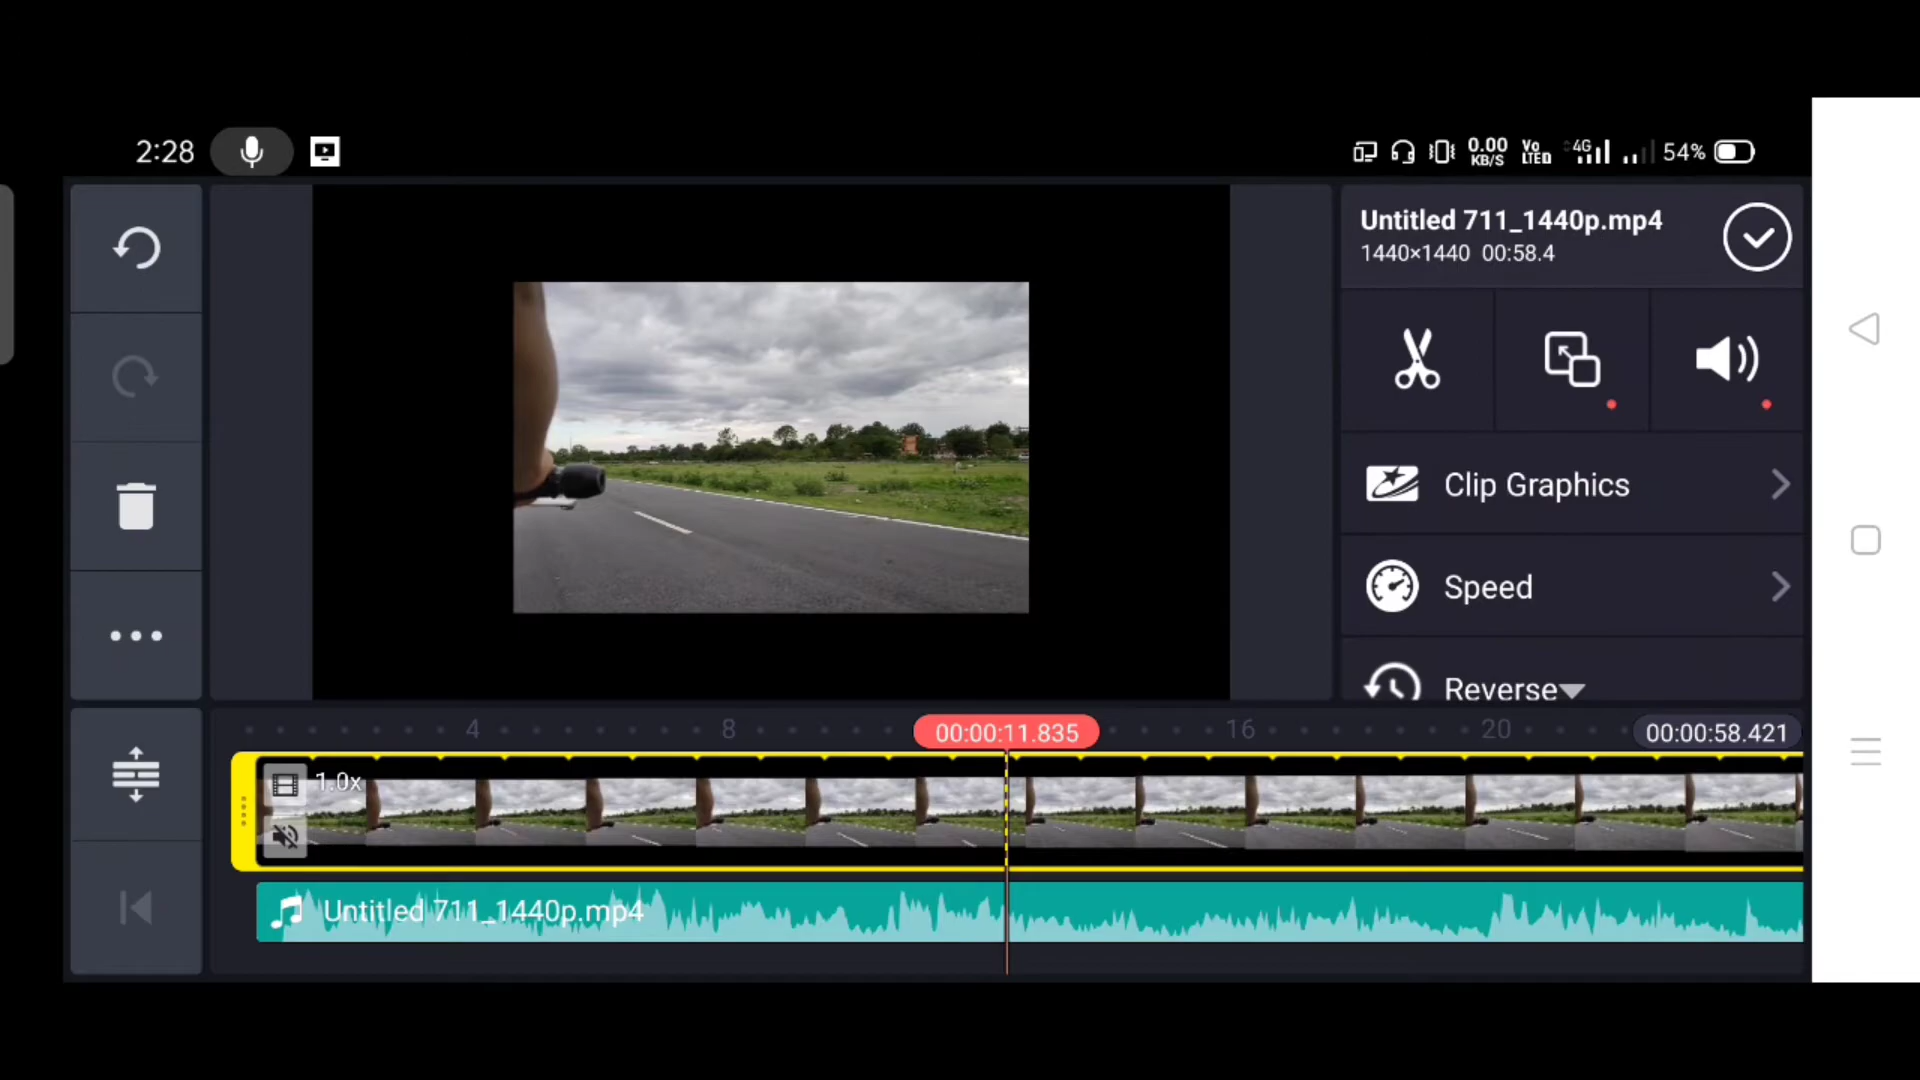 2:28
0.00 KB/S Vo LTED 4G 54%
Untitled 711_1440p.mp4
1440×1440 00:58.4
Clip Graphics
Speed
Reverse
4 8 00:00:11.835 16 20 00:00:58.421
1.0x
Untitled 711_1440p.mp4